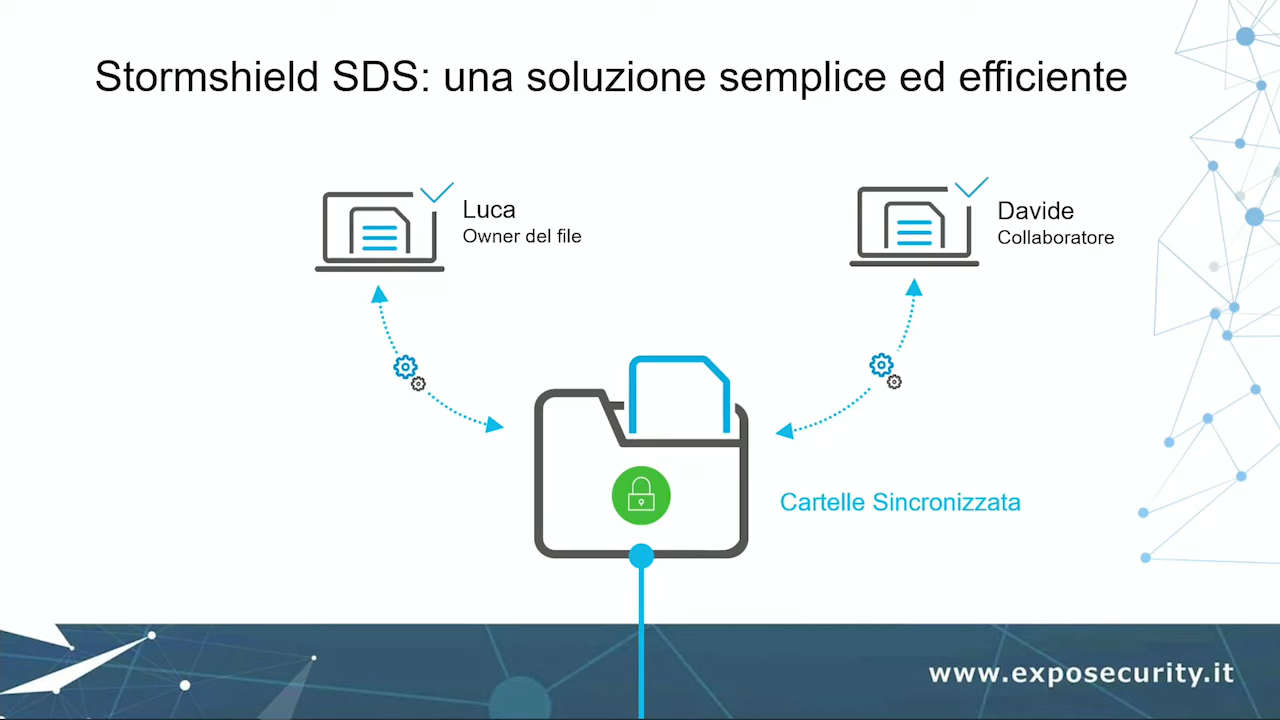 Stormshield SDS: una soluzione semplice ed efficiente
Luca
Owner del file
Davide
Collaboratore
Cartelle Sincronizzata
www.exposecurity.it